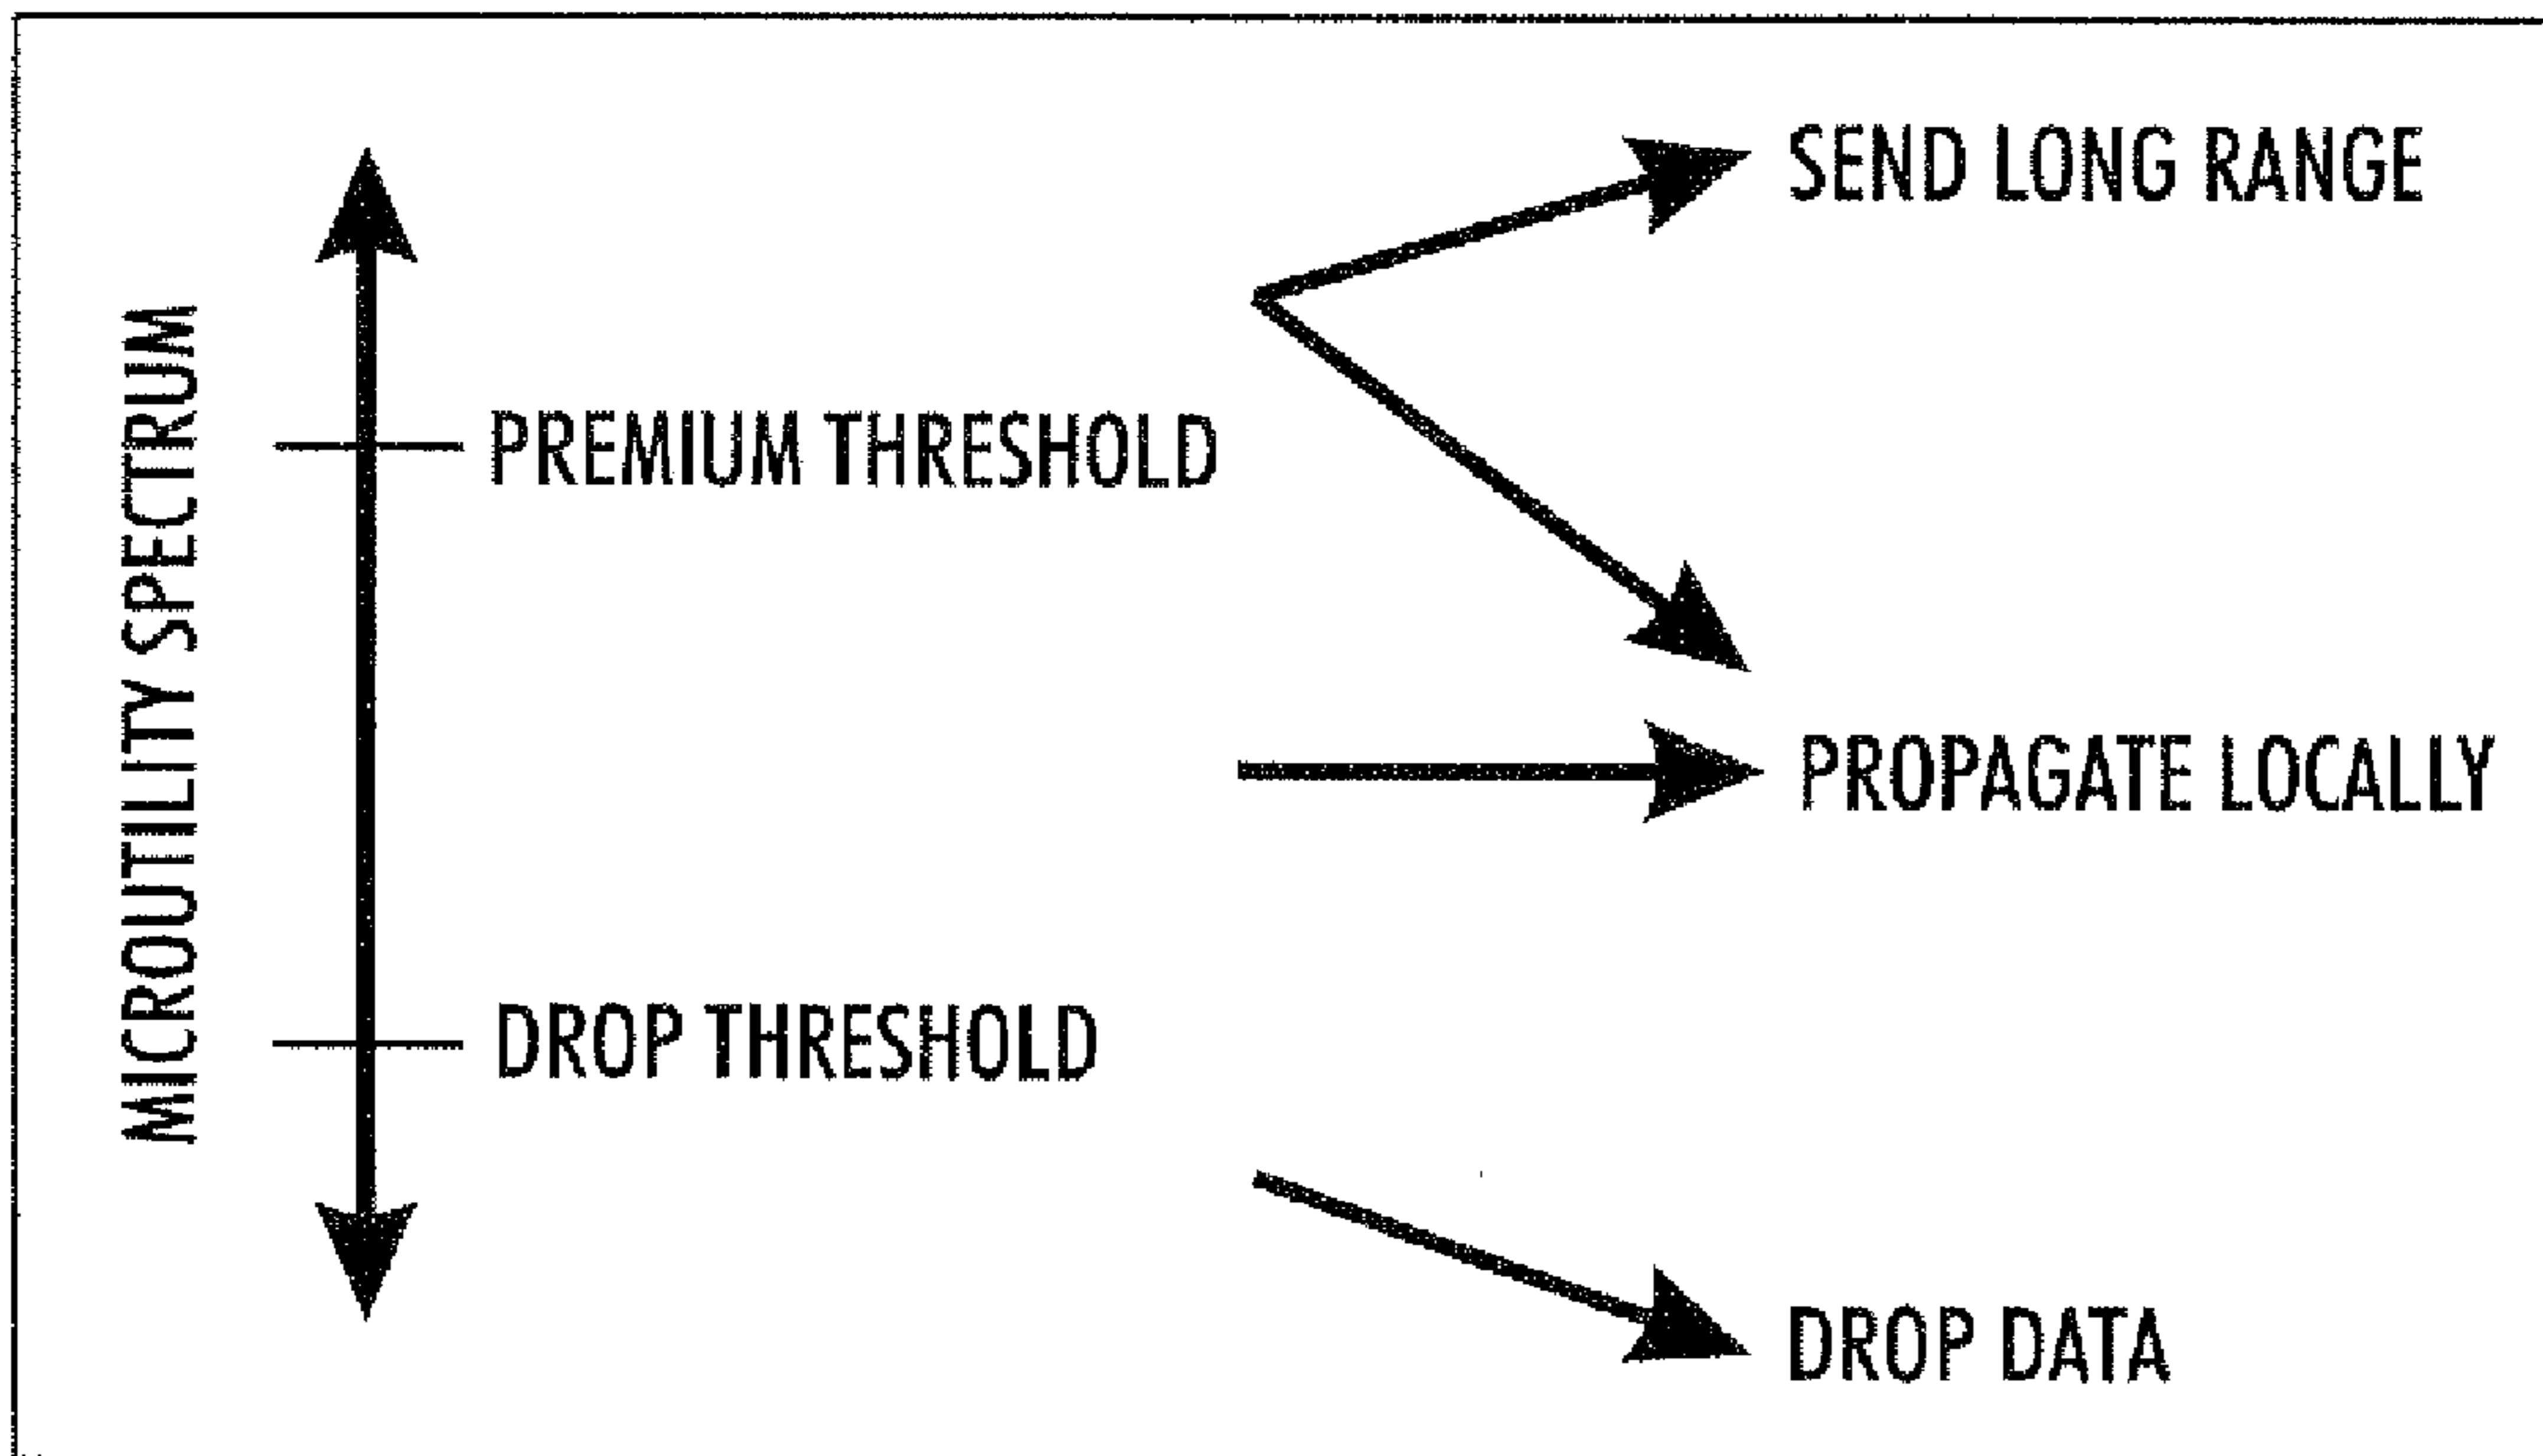 MICROUTILITY SPECTRUM
SEND LONG RANGE
PREMIUM THRESHOLD
PROPAGATE LOCALLY
DROP THRESHOLD
DROP DATA